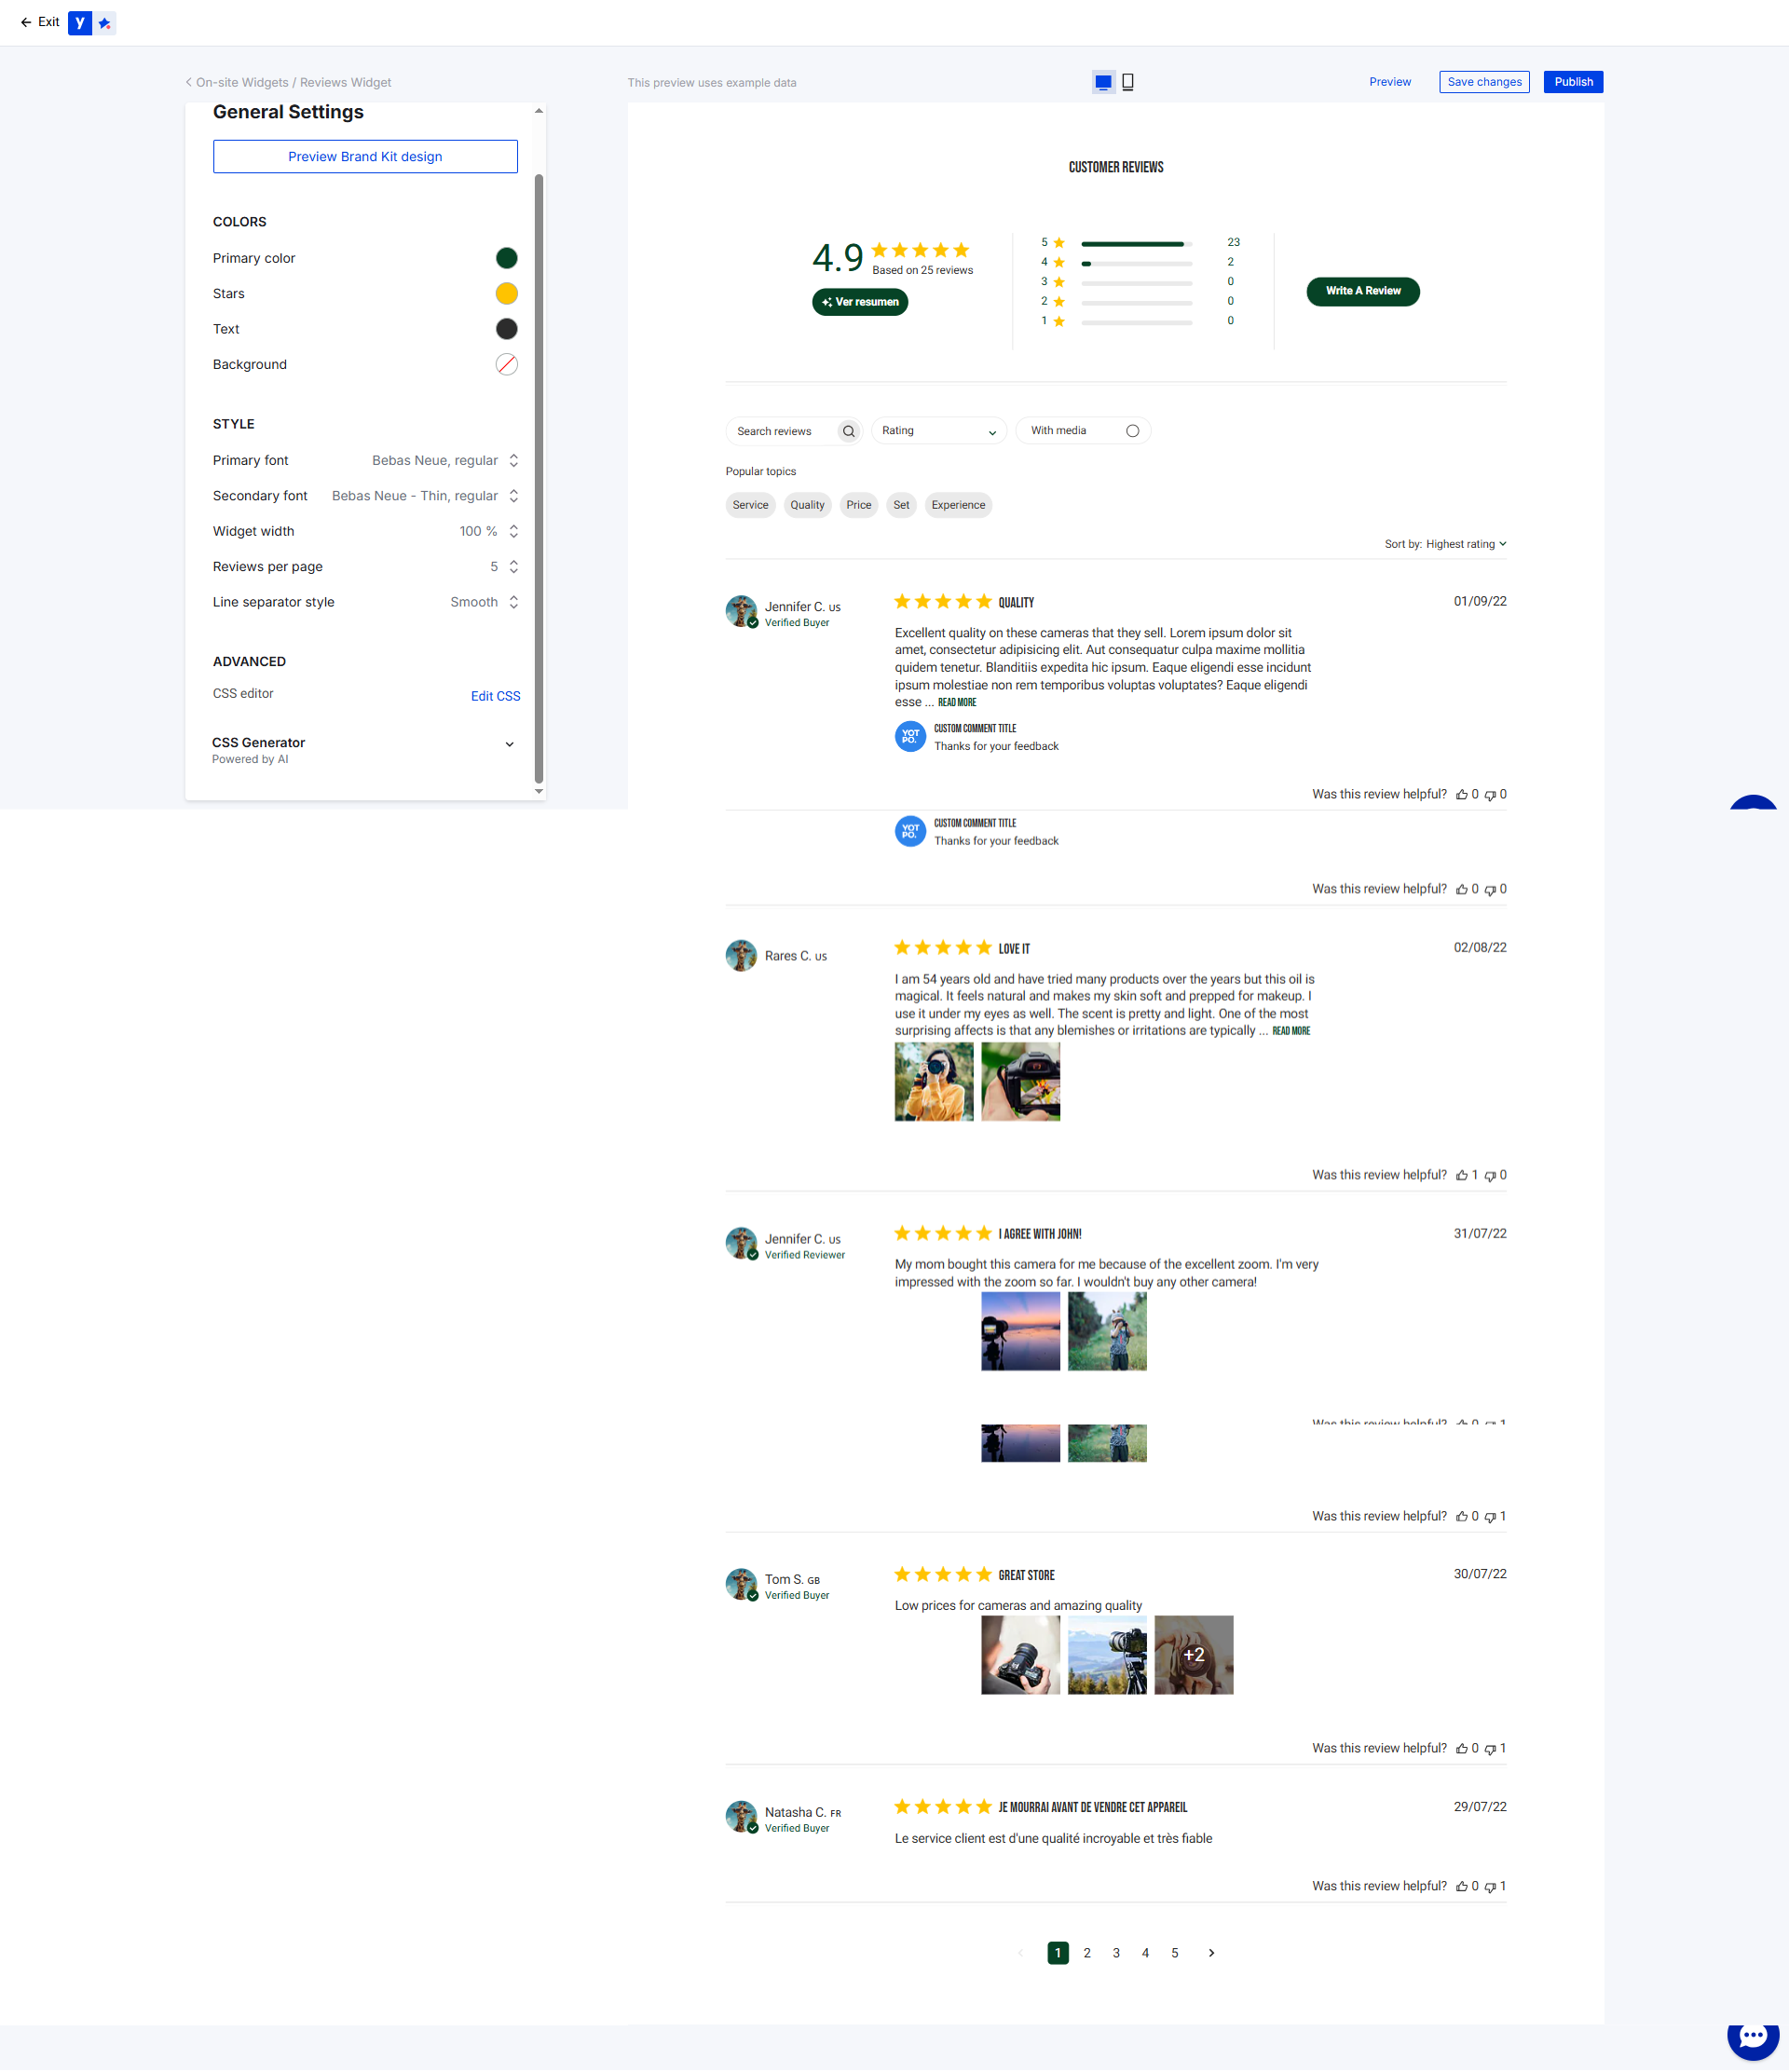 Exit
y
On-site Widgets / Reviews Widget
This preview uses example data
Preview
Save changes
Publish
General Settings
Preview Brand Kit design
COLORS
Primary color
Stars
Text
Background
STYLE
Primary font Bebas Neue, regular
Secondary font Bebas Neue - Thin, regular
Widget width 100 %
Reviews per page 5
Line separator style Smooth
ADVANCED
CSS editor Edit CSS
CSS Generator
Powered by AI
CUSTOMER REVIEWS
4.9
Based on 25 reviews
Ver resumen
5 23
4 2
3 0
2 0
1 0
Write A Review
Search reviews
Rating
With media
Popular topics
Service Quality Price Set Experience
Sort by: Highest rating
Jennifer C. US
Verified Buyer
QUALITY
01/09/22
Excellent quality on these cameras that they sell. Lorem ipsum dolor sit
amet, consectetur adipisicing elit. Aut consequatur culpa maxime mollitia
quidem tenetur. Blanditiis expedita hic ipsum. Eaque eligendi esse incidunt
ipsum molestiae non rem temporibus voluptas voluptates? Eaque eligendi
esse ... READ MORE
YOT
PO.
CUSTOM COMMENT TITLE
Thanks for your feedback
Was this review helpful? 0 0
YOT
PO.
CUSTOM COMMENT TITLE
Thanks for your feedback
Was this review helpful? 0 0
Rares C. US
LOVE IT
02/08/22
I am 54 years old and have tried many products over the years but this oil is
magical. It feels natural and makes my skin soft and prepped for makeup. I
use it under my eyes as well. The scent is pretty and light. One of the most
surprising affects is that any blemishes or irritations are typically ... READ MORE
Was this review helpful? 1 0
Jennifer C. US
Verified Reviewer
I AGREE WITH JOHN!
31/07/22
My mom bought this camera for me because of the excellent zoom. I'm very
impressed with the zoom so far. I wouldn't buy any other camera!
Was this review helpful? 0 1
Was this review helpful? 0 1
Tom S. GB
Verified Buyer
GREAT STORE
30/07/22
Low prices for cameras and amazing quality
+2
Was this review helpful? 0 1
Natasha C. FR
Verified Buyer
JE MOURRAI AVANT DE VENDRE CET APPAREIL
29/07/22
Le service client est d'une qualité incroyable et très fiable
Was this review helpful? 0 1
1 2 3 4 5